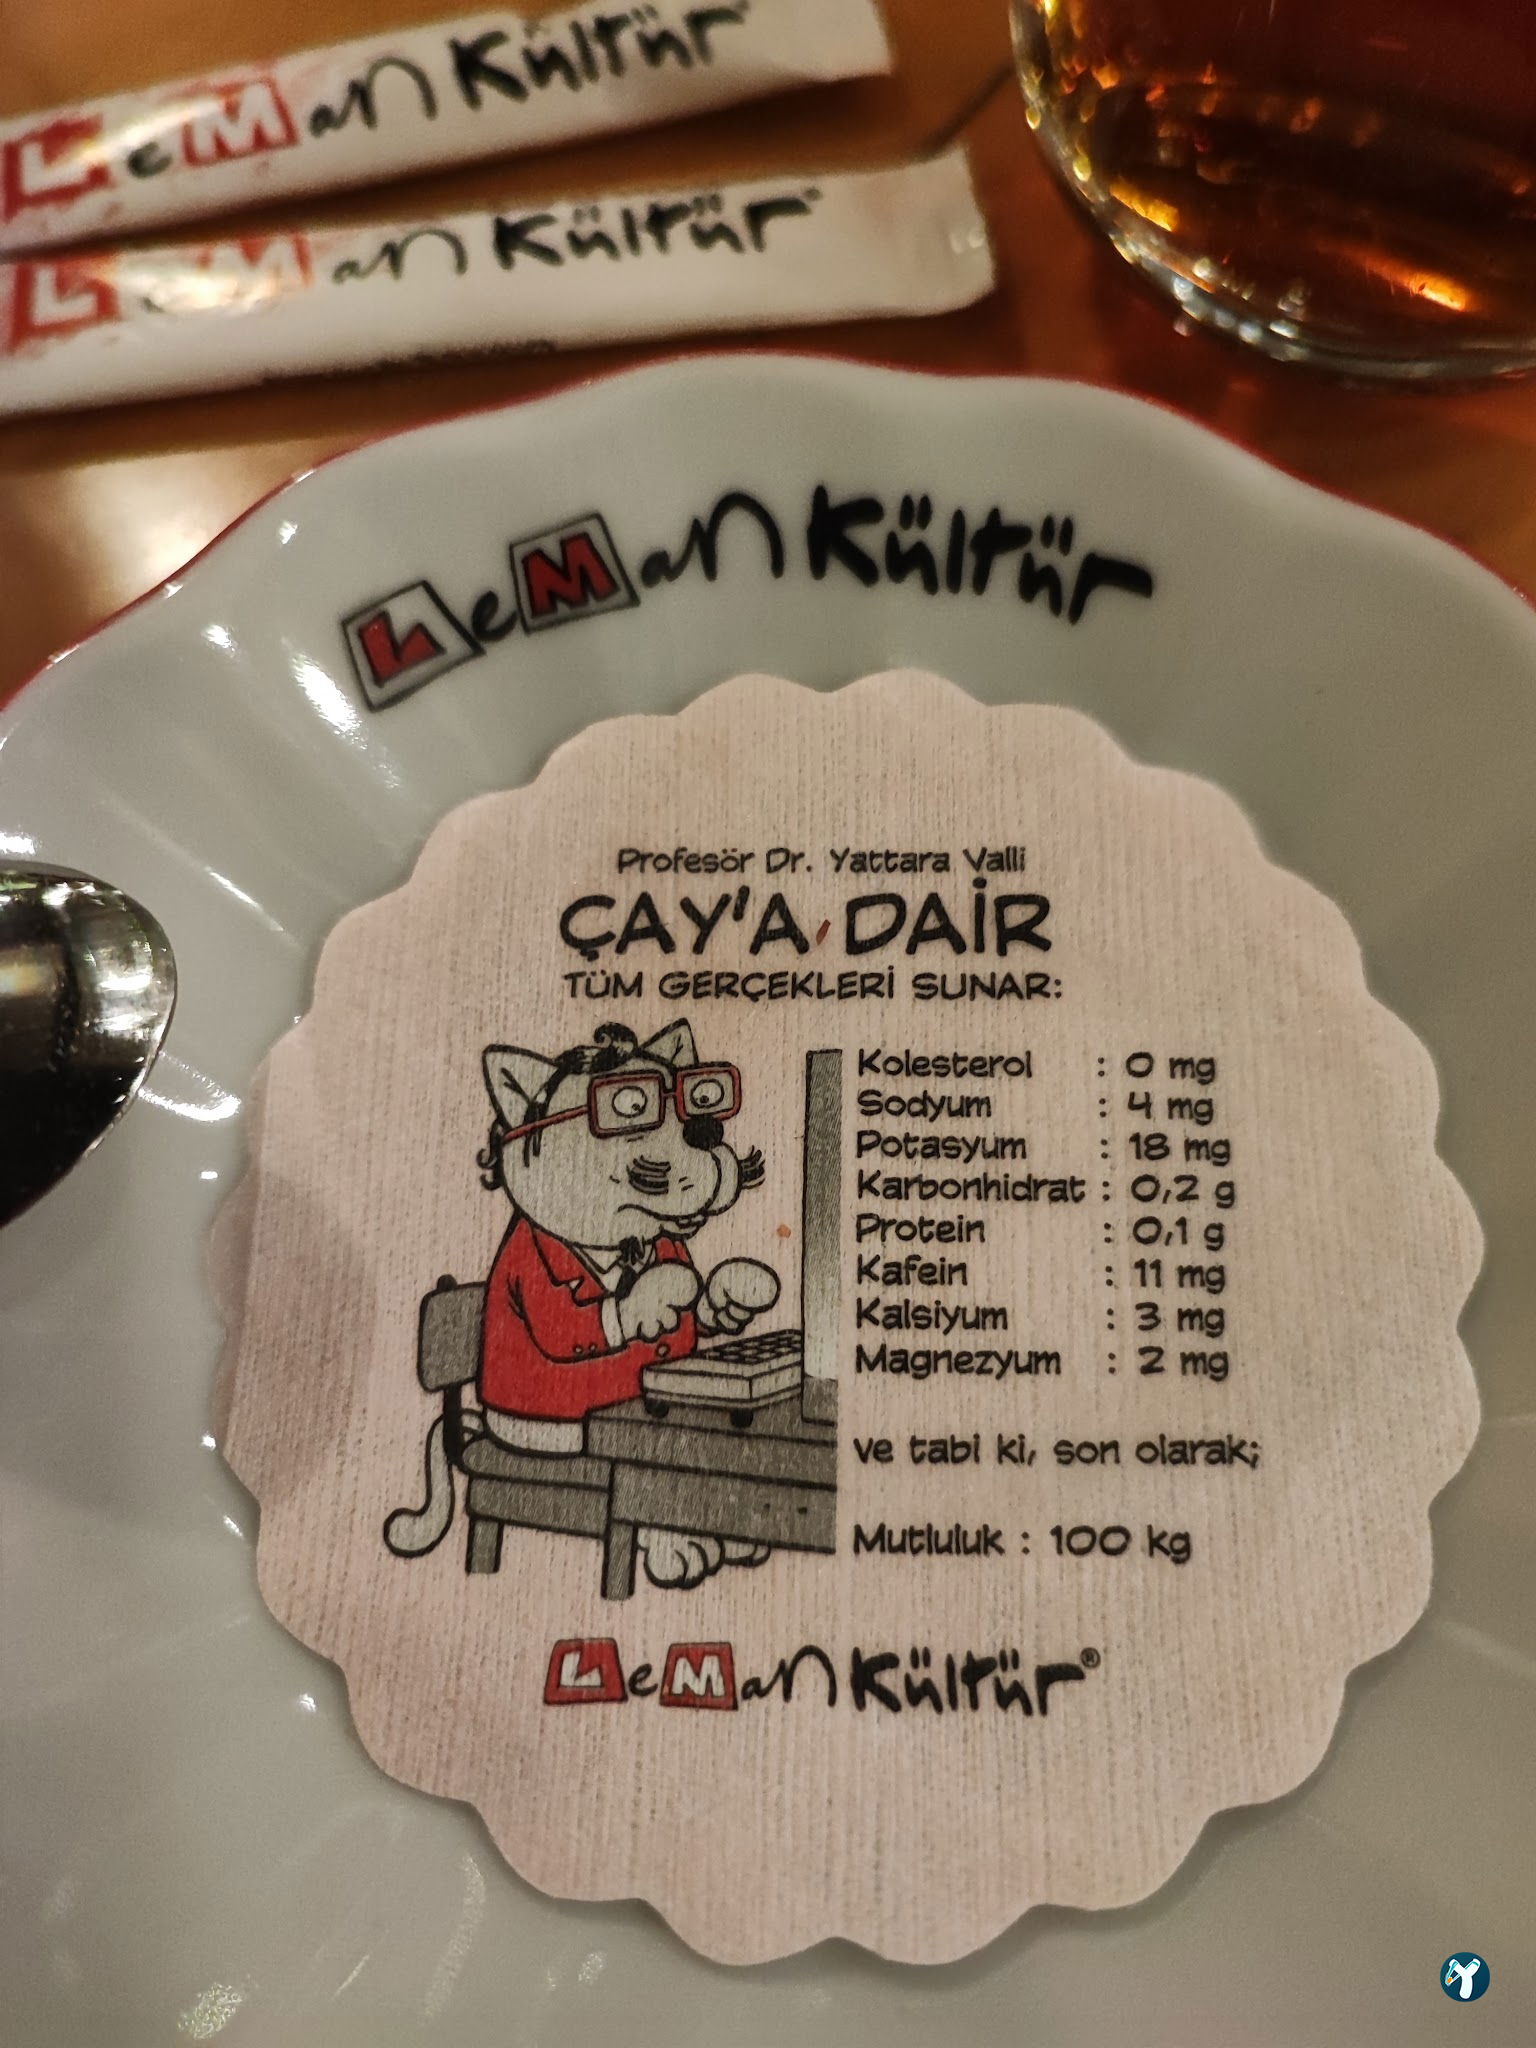 LeMan Kültür
LeMan Kültür
LeMan Kültür
Profesör Dr. Yattara Valli
ÇAY'A DAİR
TÜM GERÇEKLERİ SUNAR:
Kolesterol : 0 mg
Sodyum : 4 mg
Potasyum : 18 mg
Karbonhidrat : 0,2 g
Protein : 0,1 g
Kafein : 11 mg
Kalsiyum : 3 mg
Magnezyum : 2 mg
ve tabi ki, son olarak;
Mutluluk : 100 kg
LeMan Kültür®